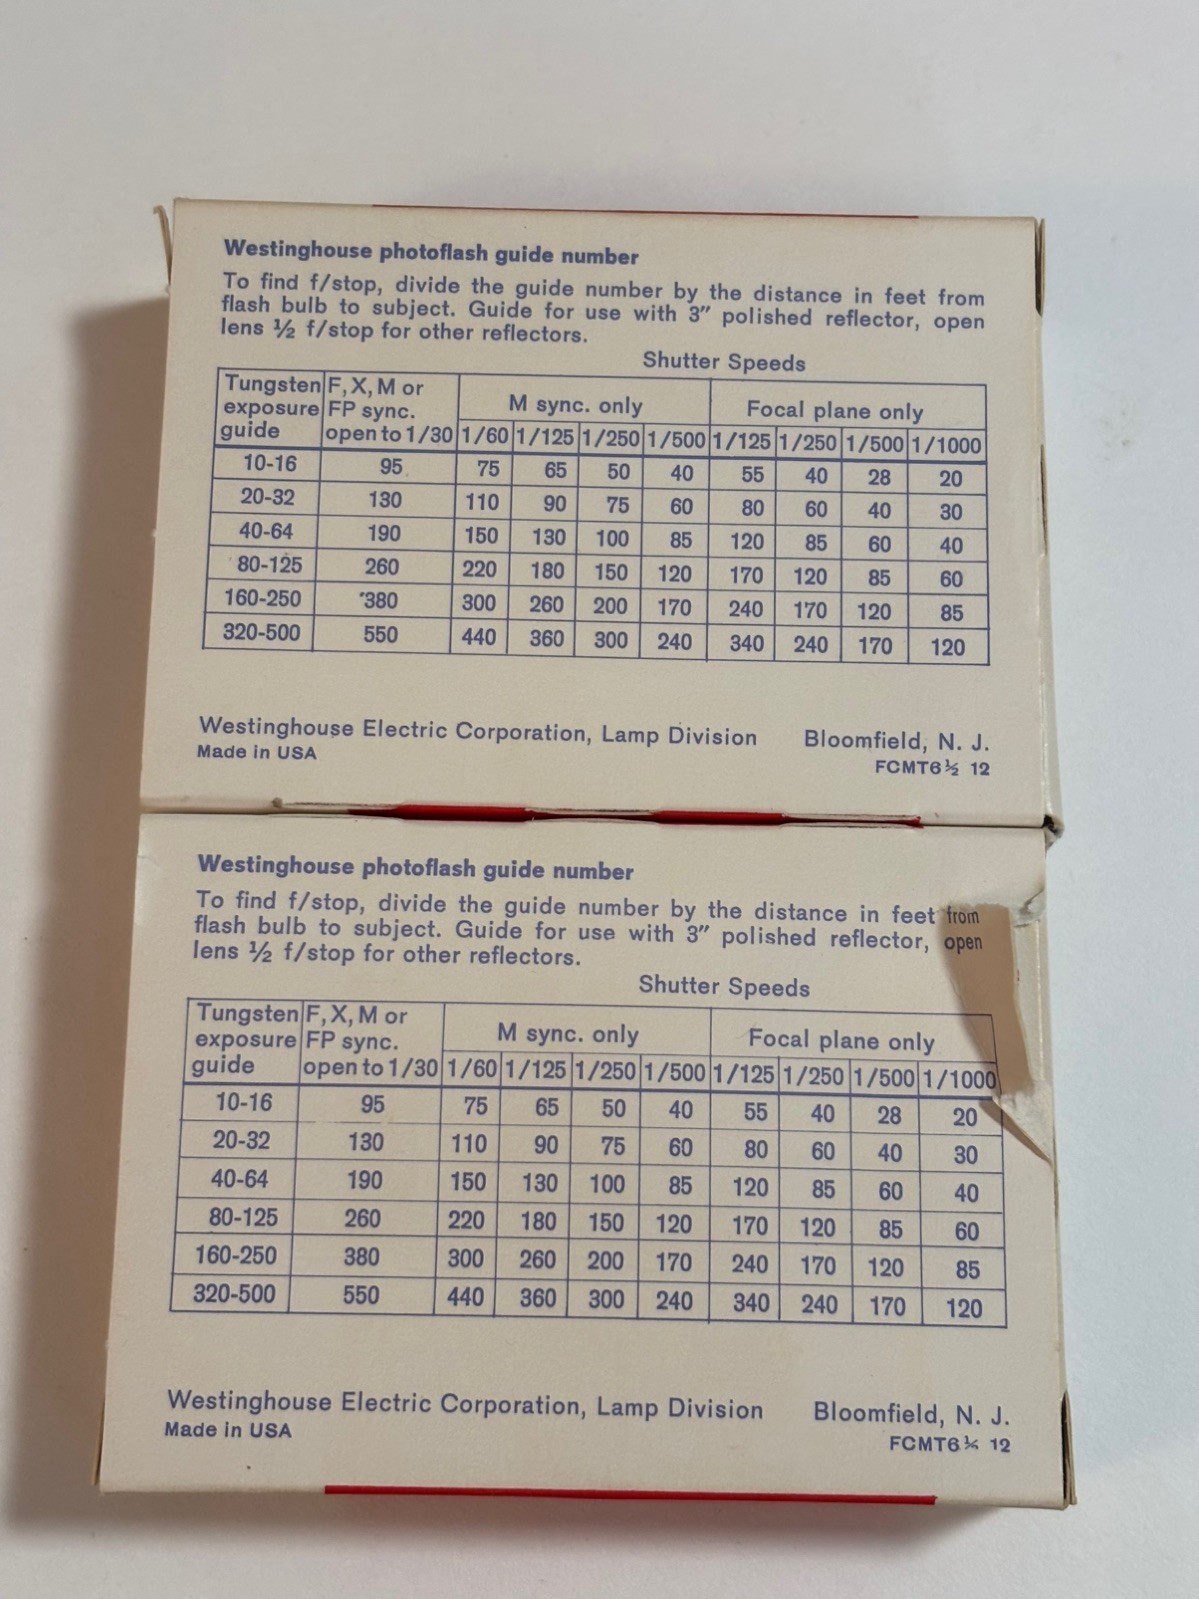 Westinghouse photoflash guide number
To find f/stop, divide the guide number by the distance in feet from
flash bulb to subject. Guide for use with 3″ polished reflector, open
lens ½ f/stop for other reflectors.
Shutter Speeds
Tungsten exposure guide | F, X, M or FP sync. open to 1/30 | M sync. only | Focal plane only
1/60 1/125 1/250 1/500 1/125 1/250 1/500 1/1000
10-16 95 75 65 50 40 55 40 28 20
20-32 130 110 90 75 60 80 60 40 30
40-64 190 150 130 100 85 120 85 60 40
80-125 260 220 180 150 120 170 120 85 60
160-250 380 300 260 200 170 240 170 120 85
320-500 550 440 360 300 240 340 240 170 120
Westinghouse Electric Corporation, Lamp Division Bloomfield, N. J.
Made in USA
FCMT6½ 12
Westinghouse photoflash guide number
To find f/stop, divide the guide number by the distance in feet from
flash bulb to subject. Guide for use with 3″ polished reflector, open
lens ½ f/stop for other reflectors.
Shutter Speeds
Tungsten exposure guide | F, X, M or FP sync. open to 1/30 | M sync. only | Focal plane only
1/60 1/125 1/250 1/500 1/125 1/250 1/500 1/1000
10-16 95 75 65 50 40 55 40 28 20
20-32 130 110 90 75 60 80 60 40 30
40-64 190 150 130 100 85 120 85 60 40
80-125 260 220 180 150 120 170 120 85 60
160-250 380 300 260 200 170 240 170 120 85
320-500 550 440 360 300 240 340 240 170 120
Westinghouse Electric Corporation, Lamp Division Bloomfield, N. J.
Made in USA
12